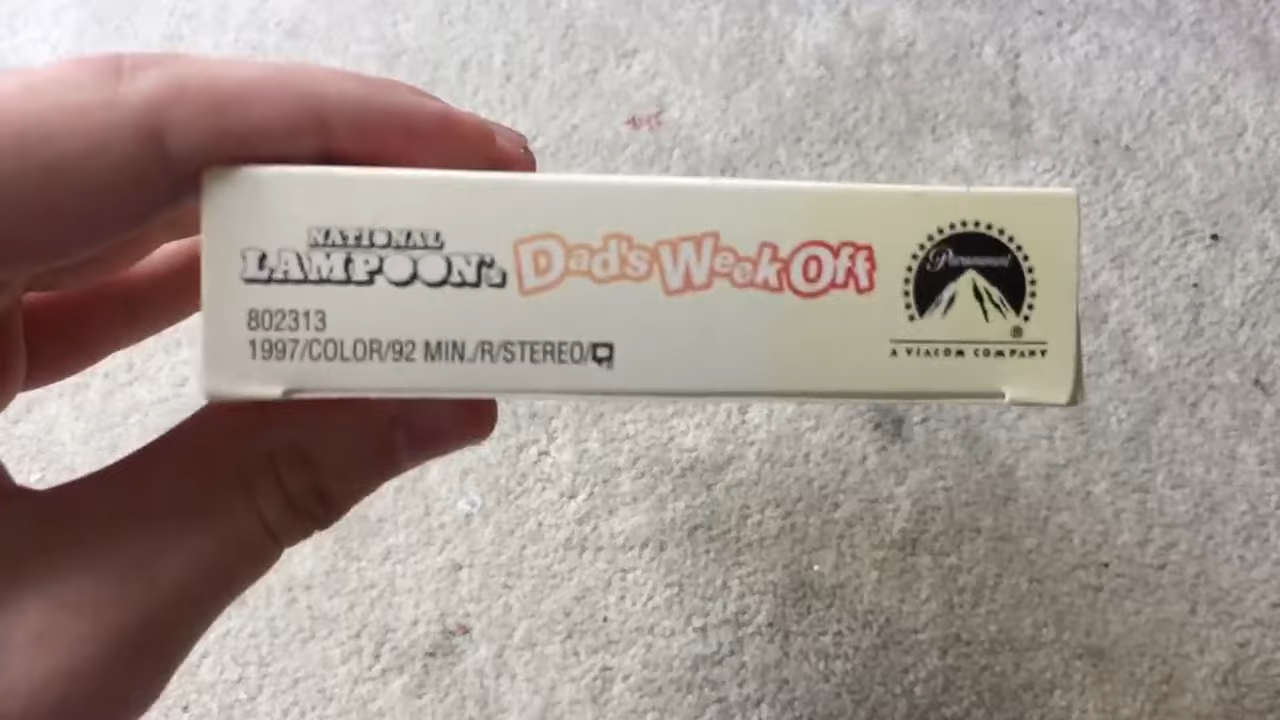 NATIONAL
LAMPOON's Dad's Week Off
802313
1997/COLOR/92 MIN./R/STEREO/
Paramount
®
A VIACOM COMPANY